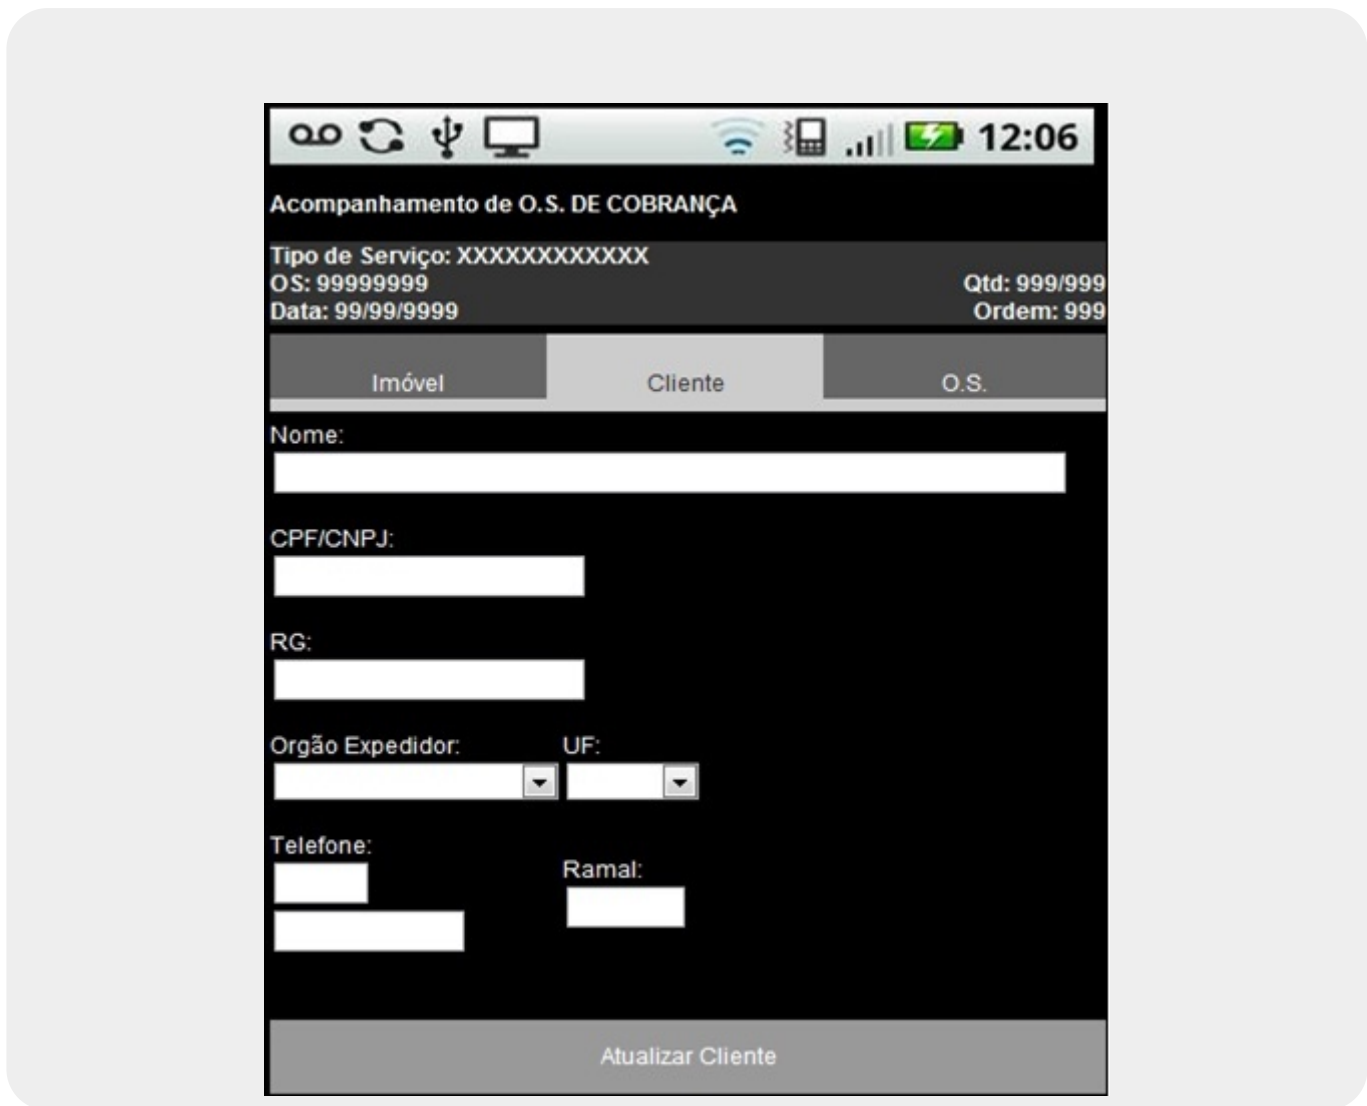 12:06
Acompanhamento de O.S. DE COBRANÇA
Tipo de Serviço: XXXXXXXXXXXX
OS: 99999999 Qtd: 999/999
Data: 99/99/9999 Ordem: 999
Imóvel Cliente O.S.
Nome:
CPF/CNPJ:
RG:
Orgão Expedidor: UF:
Telefone:
Ramal:
Atualizar Cliente